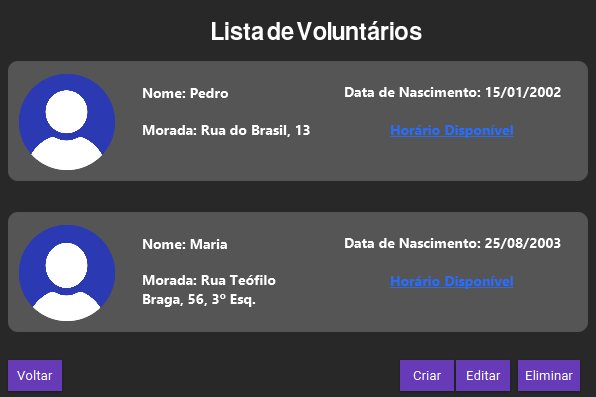 Lista de Voluntários
Nome: Pedro
Data de Nascimento: 15/01/2002
Morada: Rua do Brasil, 13
Horário Disponível
Nome: Maria
Data de Nascimento: 25/08/2003
Morada: Rua Teófilo
Braga, 56, 3º Esq.
Horário Disponível
Voltar
Criar
Editar
Eliminar